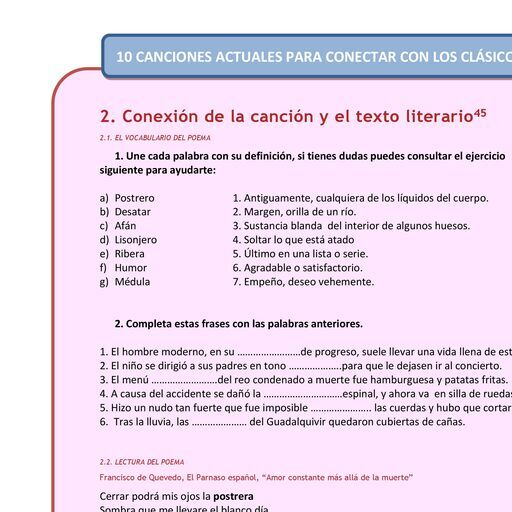 10 CANCIONES ACTUALES PARA CONECTAR CON LOS CLÁSICO
2. Conexión de la canción y el texto literario45
2.1. EL VOCABULARIO DEL POEMA
1. Une cada palabra con su definición, si tienes dudas puedes consultar el ejercicio
siguiente para ayudarte:
a) Postrero 1. Antiguamente, cualquiera de los líquidos del cuerpo.
b) Desatar 2. Margen, orilla de un río.
c) Afán 3. Sustancia blanda del interior de algunos huesos.
d) Lisonjero 4. Soltar lo que está atado
e) Ribera 5. Último en una lista o serie.
f) Humor 6. Agradable o satisfactorio.
g) Médula 7. Empeño, deseo vehemente.
2. Completa estas frases con las palabras anteriores.
1. El hombre moderno, en su ……………………de progreso, suele llevar una vida llena de est
2. El niño se dirigió a sus padres en tono ………………..para que le dejasen ir al concierto.
3. El menú …………………….del reo condenado a muerte fue hamburguesa y patatas fritas.
4. A causa del accidente se dañó la ………………………..espinal, y ahora va en silla de ruedas
5. Hizo un nudo tan fuerte que fue imposible ………………….. las cuerdas y hubo que cortar
6. Tras la lluvia, las ………………… del Guadalquivir quedaron cubiertas de cañas.
2.2. LECTURA DEL POEMA
Francisco de Quevedo, El Parnaso español, “Amor constante más allá de la muerte”
Cerrar podrá mis ojos la postrera
Sombra que me llevare el blanco día